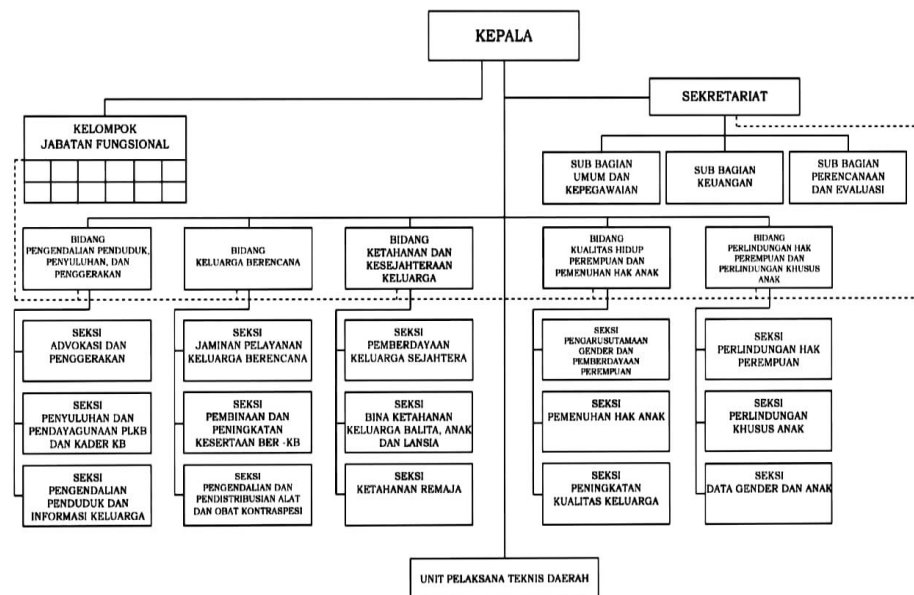 KEPALA
SEKRETARIAT
KELOMPOK
JABATAN FUNGSIONAL
SUB BAGIAN
UMUM DAN
KEPEGAWAIAN
SUB BAGIAN
KEUANGAN
SUB BAGIAN
PERENCANAAN
DAN EVALUASI
BIDANG
PENGENDALIAN PENDUDUK,
PENYULUHAN, DAN
PENGGERAKAN
BIDANG
KELUARGA BERENCANA
BIDANG
KETAHANAN DAN
KESEJAHTERAAN
KELUARGA
BIDANG
KUALITAS HIDUP
PEREMPUAN DAN
PEMENUHAN HAK ANAK
BIDANG
PERLINDUNGAN HAK
PEREMPUAN DAN
PERLINDUNGAN KHUSUS
ANAK
SEKSI
ADVOKASI DAN
PENGGERAKAN
SEKSI
JAMINAN PELAYANAN
KELUARGA BERENCANA
SEKSI
PEMBERDAYAAN
KELUARGA SEJAHTERA
SEKSI
PENGARUSUTAMAAN
GENDER DAN
PEMBERDAYAAN
PEREMPUAN
SEKSI
PERLINDUNGAN HAK
PEREMPUAN
SEKSI
PENYULUHAN DAN
PENDAYAGUNAAN PLKB
DAN KADER KB
SEKSI
PEMBINAAN DAN
PENINGKATAN
KESERTAAN BER -KB
SEKSI
BINA KETAHANAN
KELUARGA BALITA, ANAK
DAN LANSIA
SEKSI
PEMENUHAN HAK ANAK
SEKSI
PERLINDUNGAN
KHUSUS ANAK
SEKSI
PENGENDALIAN
PENDUDUK DAN
INFORMASI KELUARGA
SEKSI
PENGENDALIAN DAN
PENDISTRIBUSIAN ALAT
DAN OBAT KONTRASPESI
SEKSI
KETAHANAN REMAJA
SEKSI
PENINGKATAN
KUALITAS KELUARGA
SEKSI
DATA GENDER DAN ANAK
UNIT PELAKSANA TEKNIS DAERAH